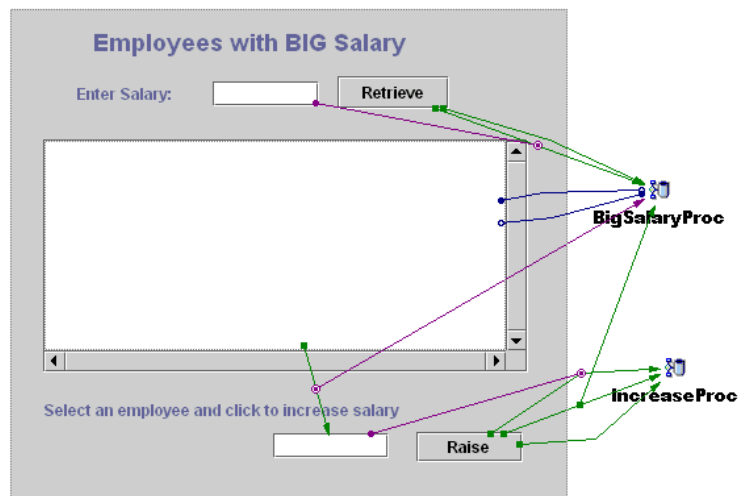 Employees with BIG Salary
Enter Salary:
Retrieve
BigSalaryProc
IncreaseProc
Select an employee and click to increase salary
Raise